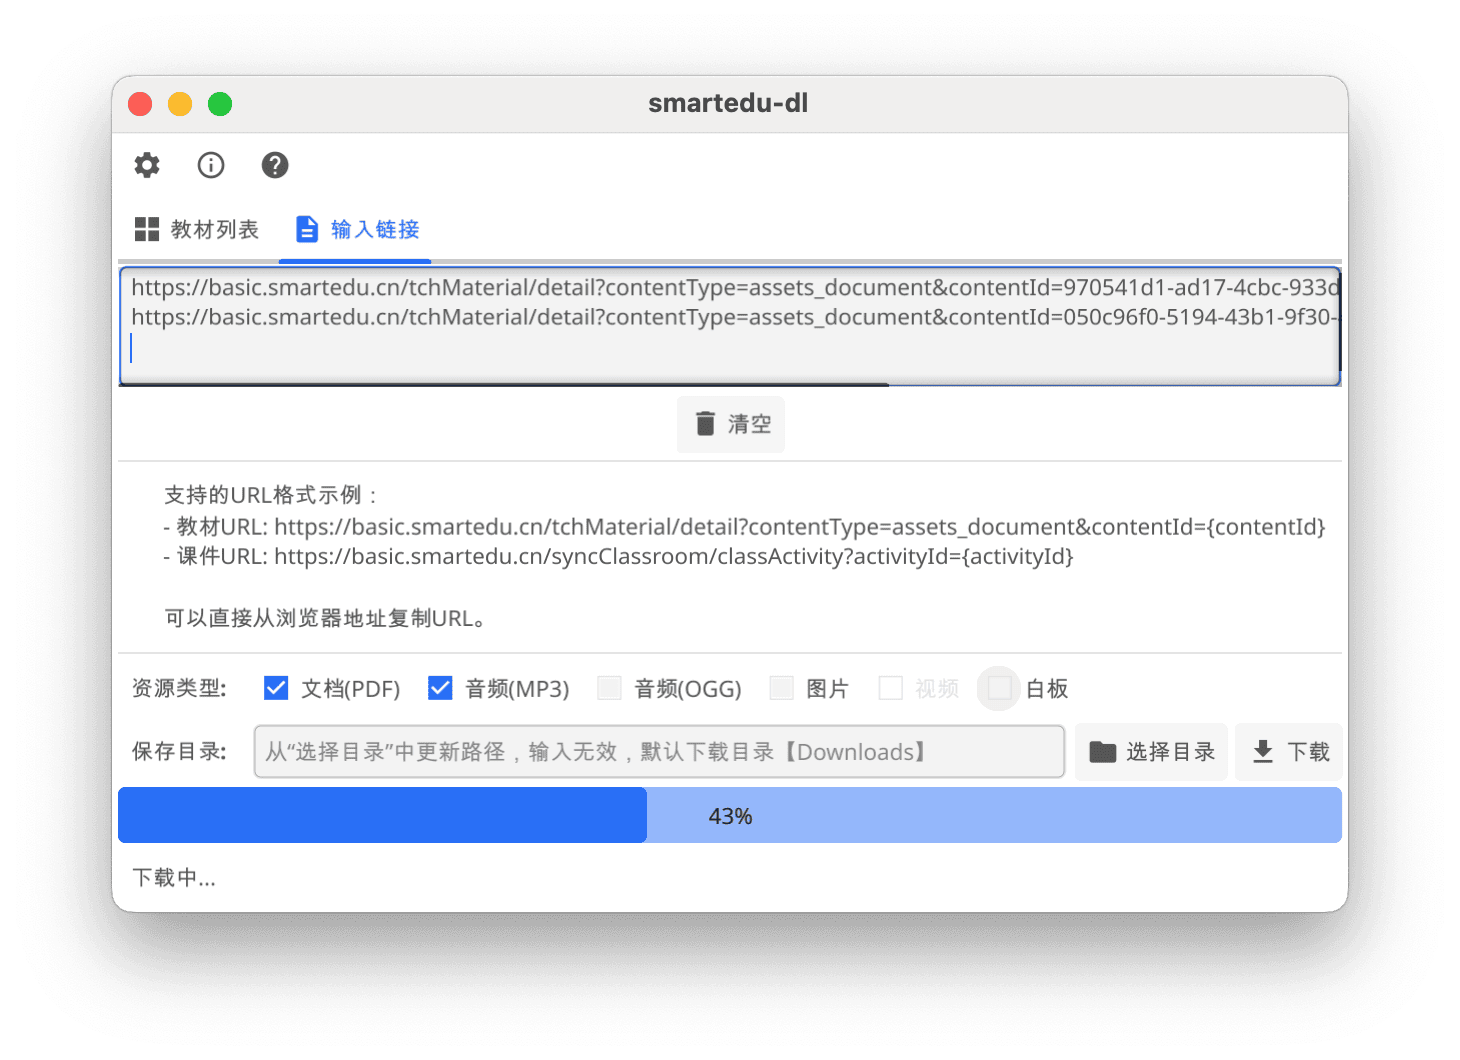 smartedu-dl
教材列表 输入链接
https://basic.smartedu.cn/tchMaterial/detail?contentType=assets_document&contentId=970541d1-ad17-4cbc-933d
https://basic.smartedu.cn/tchMaterial/detail?contentType=assets_document&contentId=050c96f0-5194-43b1-9f30-
清空
支持的URL格式示例：
- 教材URL: https://basic.smartedu.cn/tchMaterial/detail?contentType=assets_document&contentId={contentId}
- 课件URL: https://basic.smartedu.cn/syncClassroom/classActivity?activityId={activityId}
可以直接从浏览器地址复制URL。
资源类型: 文档(PDF) 音频(MP3) 音频(OGG) 图片 视频 白板
保存目录: 从“选择目录”中更新路径，输入无效，默认下载目录【Downloads】 选择目录 下载
43%
下载中...